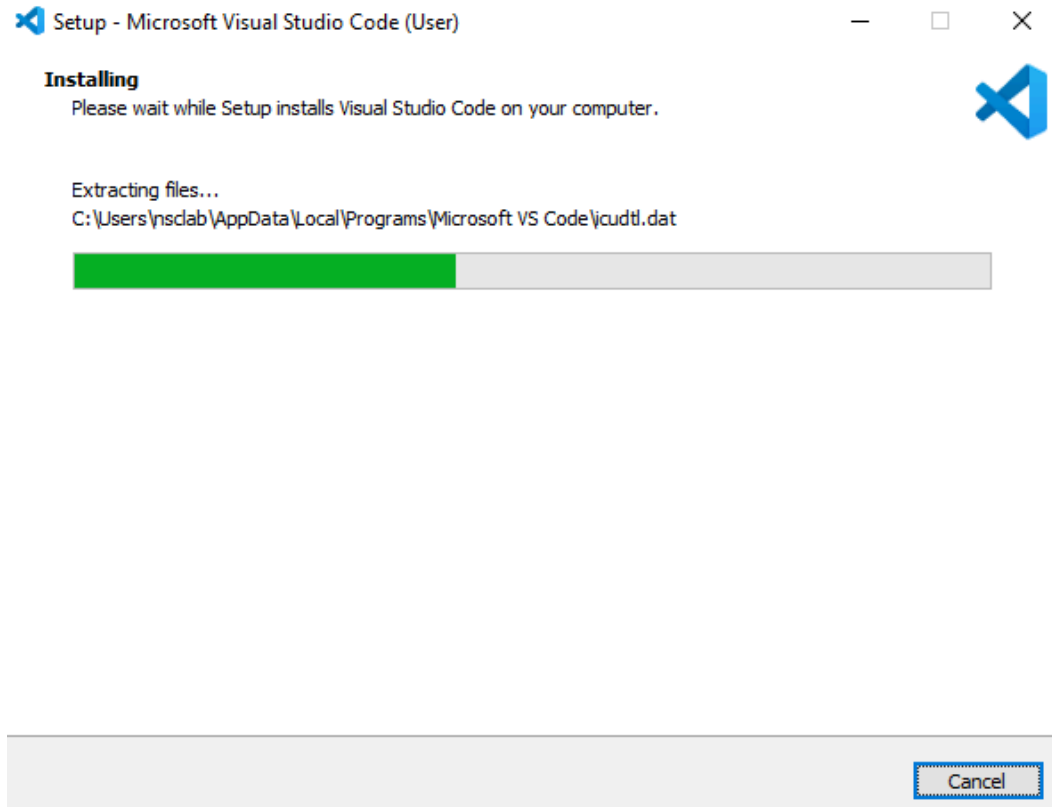 Setup - Microsoft Visual Studio Code (User)
Installing
Please wait while Setup installs Visual Studio Code on your computer.
Extracting files...
C:\Users\nsclab\AppData\Local\Programs\Microsoft VS Code\icudtl.dat
Cancel